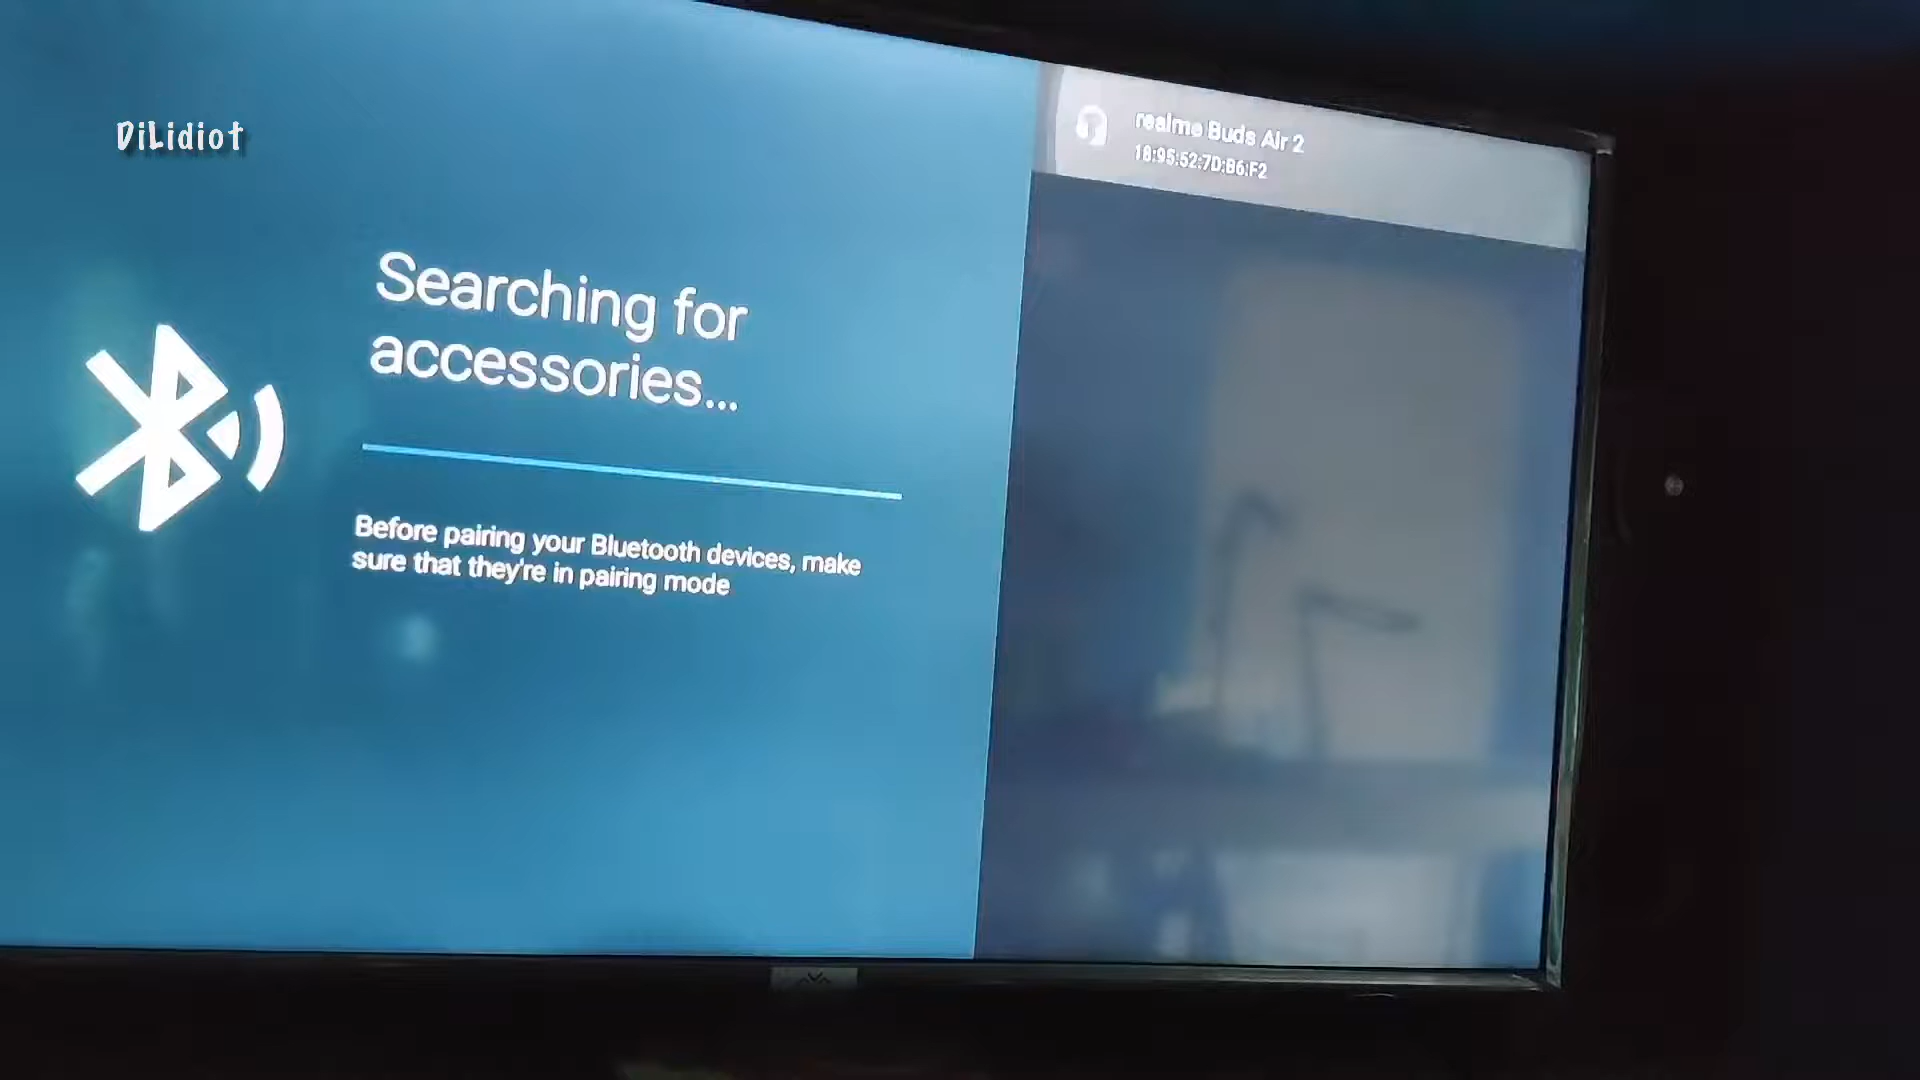 DiLidiot
realme Buds Air 2
18:95:52:7D:B6:F2
Searching for
accessories...
Before pairing your Bluetooth devices, make
sure that they're in pairing mode